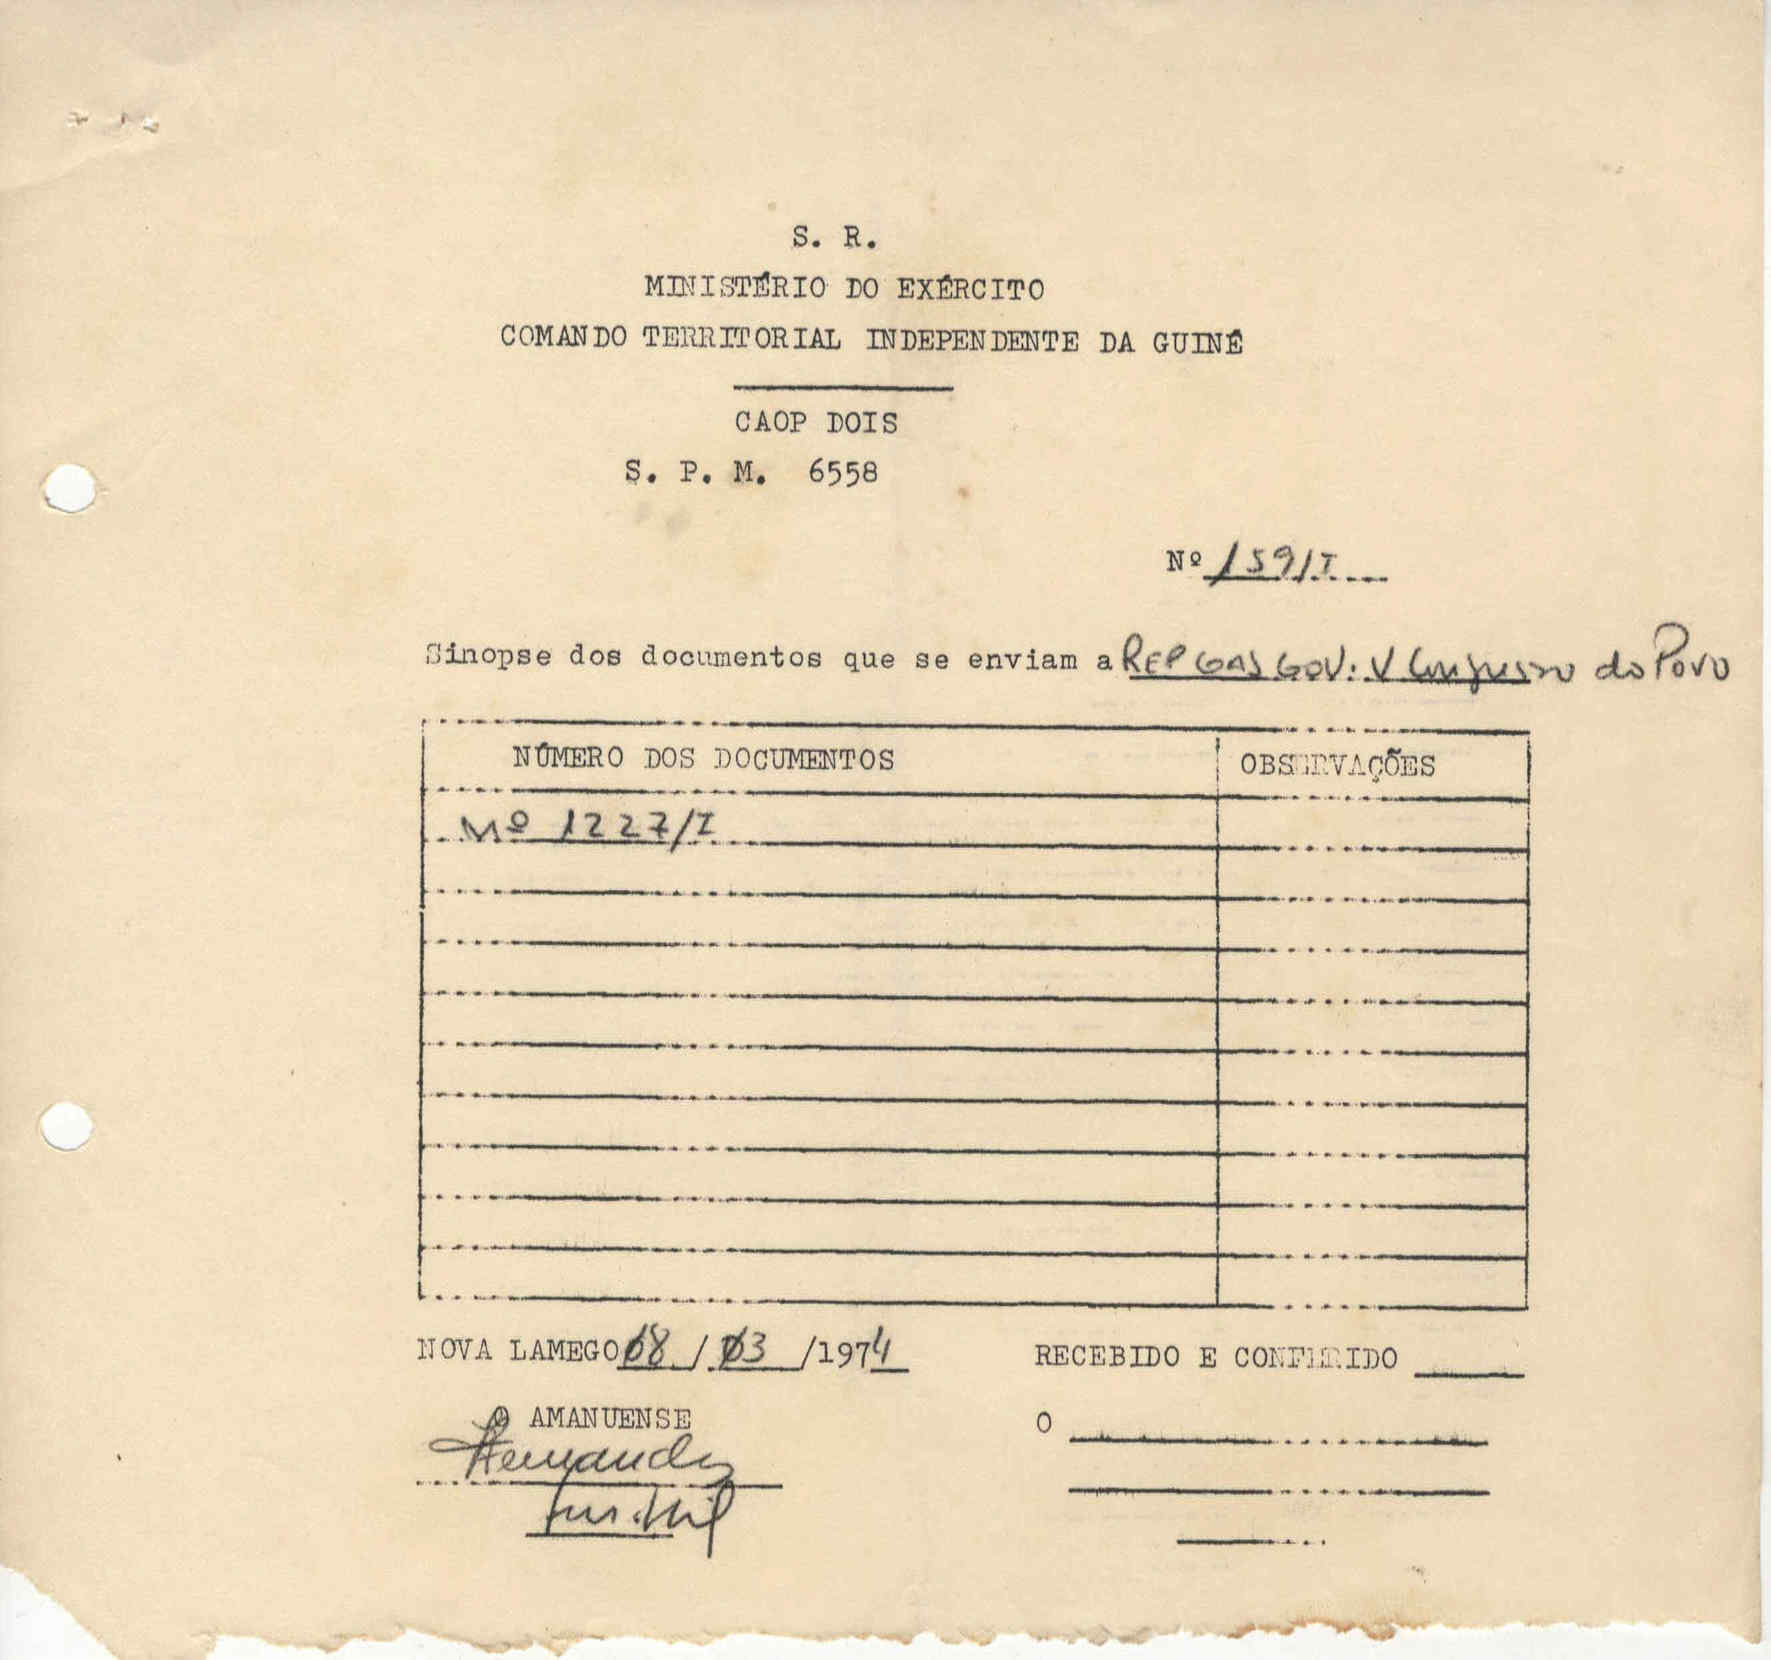 S. R.
MINISTÉRIO DO EXÉRCITO
COMANDO TERRITORIAL INDEPENDENTE DA GUINÉ
CAOP DOIS
S. P. M. 6558
Nº 159/I
Sinopse dos documentos que se enviam a REP GAB GOV. V Congresso do Povo
NÚMERO DOS DOCUMENTOS OBSERVAÇÕES
Nº 1227/I
NOVA LAMEGO 08 / 03 /1974 RECEBIDO E CONFERIDO
O AMANUENSE O